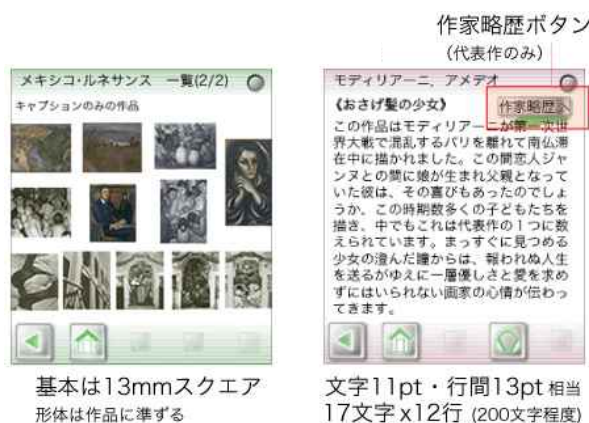 作家略歴ボタン
（代表作のみ）
メキシコ・ルネサンス　一覧(2/2)
キャプションのみの作品
基本は13mmスクエア
形体は作品に準ずる
モディリアーニ，アメデオ
《おさげ髪の少女》
作家略歴
この作品はモディリアーニが第一次世
界大戦で混乱するパリを離れて南仏滞
在中に描かれました。この間恋人ジャ
ンヌとの間に娘が生まれ父親となって
いた彼は、その喜びもあったのでしょ
うか、この時期数多くの子どもたちを
描き、中でもこれは代表作の１つに数
えられています。まっすぐに見つめる
少女の澄んだ瞳からは、報われぬ人生
を送るがゆえに一層優しさと愛を求め
ずにはいられない画家の心情が伝わっ
てきます。
文字11pt・行間13pt 相当
17文字 x12行 (200文字程度)